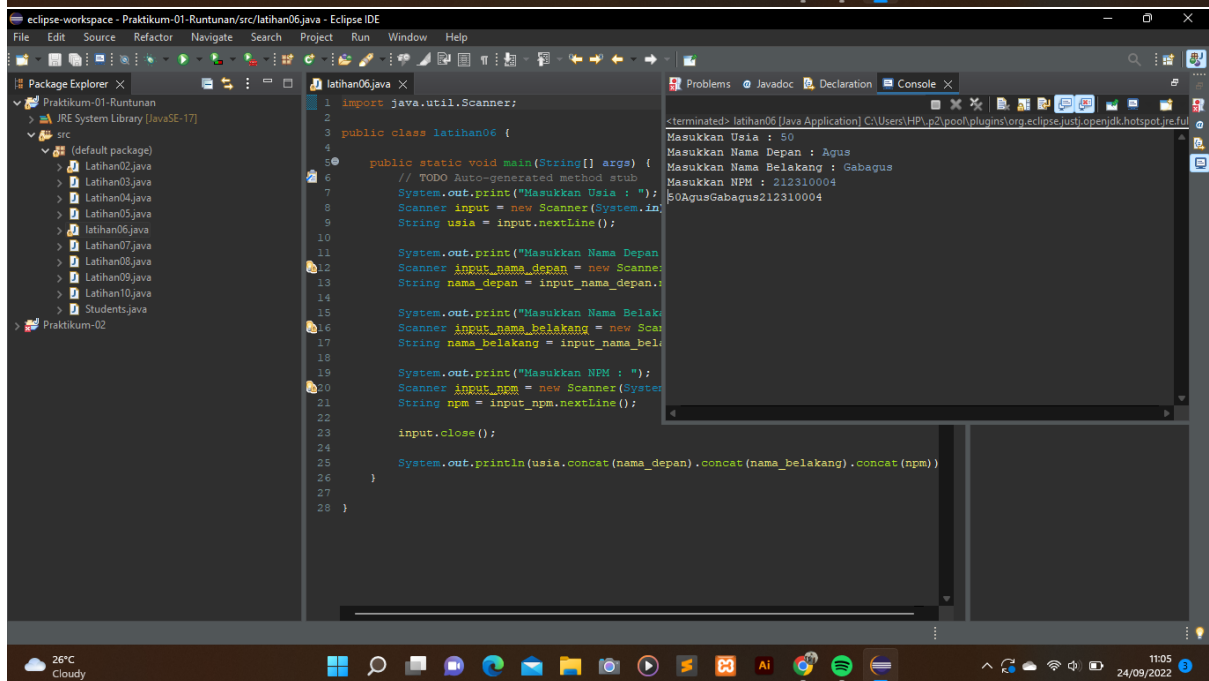 eclipse-workspace - Praktikum-01-Runtunan/src/latihan06.java - Eclipse IDE
File Edit Source Refactor Navigate Search Project Run Window Help
Package Explorer
Praktikum-01-Runtunan
JRE System Library [JavaSE-17]
src
(default package)
Latihan02.java
Latihan03.java
Latihan04.java
Latihan05.java
latihan06.java
Latihan07.java
Latihan08.java
Latihan09.java
Latihan10.java
Students.java
Praktikum-02
latihan06.java
1 import java.util.Scanner;
2
3 public class latihan06 {
4
5 public static void main(String[] args) {
6 // TODO Auto-generated method stub
7 System.out.print("Masukkan Usia : ");
8 Scanner input = new Scanner(System.in)
9 String usia = input.nextLine();
10
11 System.out.print("Masukkan Nama Depan
12 Scanner input_nama_depan = new Scanner
13 String nama_depan = input_nama_depan.n
14
15 System.out.print("Masukkan Nama Belaka
16 Scanner input_nama_belakang = new Scan
17 String nama_belakang = input_nama_bela
18
19 System.out.print("Masukkan NPM : ");
20 Scanner input_npm = new Scanner(System
21 String npm = input_npm.nextLine();
22
23 input.close();
24
25 System.out.println(usia.concat(nama_depan).concat(nama_belakang).concat(npm))
26 }
27
28 }
Problems Javadoc Declaration Console
<terminated> latihan06 [Java Application] C:\Users\HP\.p2\pool\plugins\org.eclipse.justj.openjdk.hotspot.jre.ful
Masukkan Usia : 50
Masukkan Nama Depan : Agus
Masukkan Nama Belakang : Gabagus
Masukkan NPM : 212310004
50AgusGabagus212310004
26°C
Cloudy
Ai
11:05
24/09/2022
3